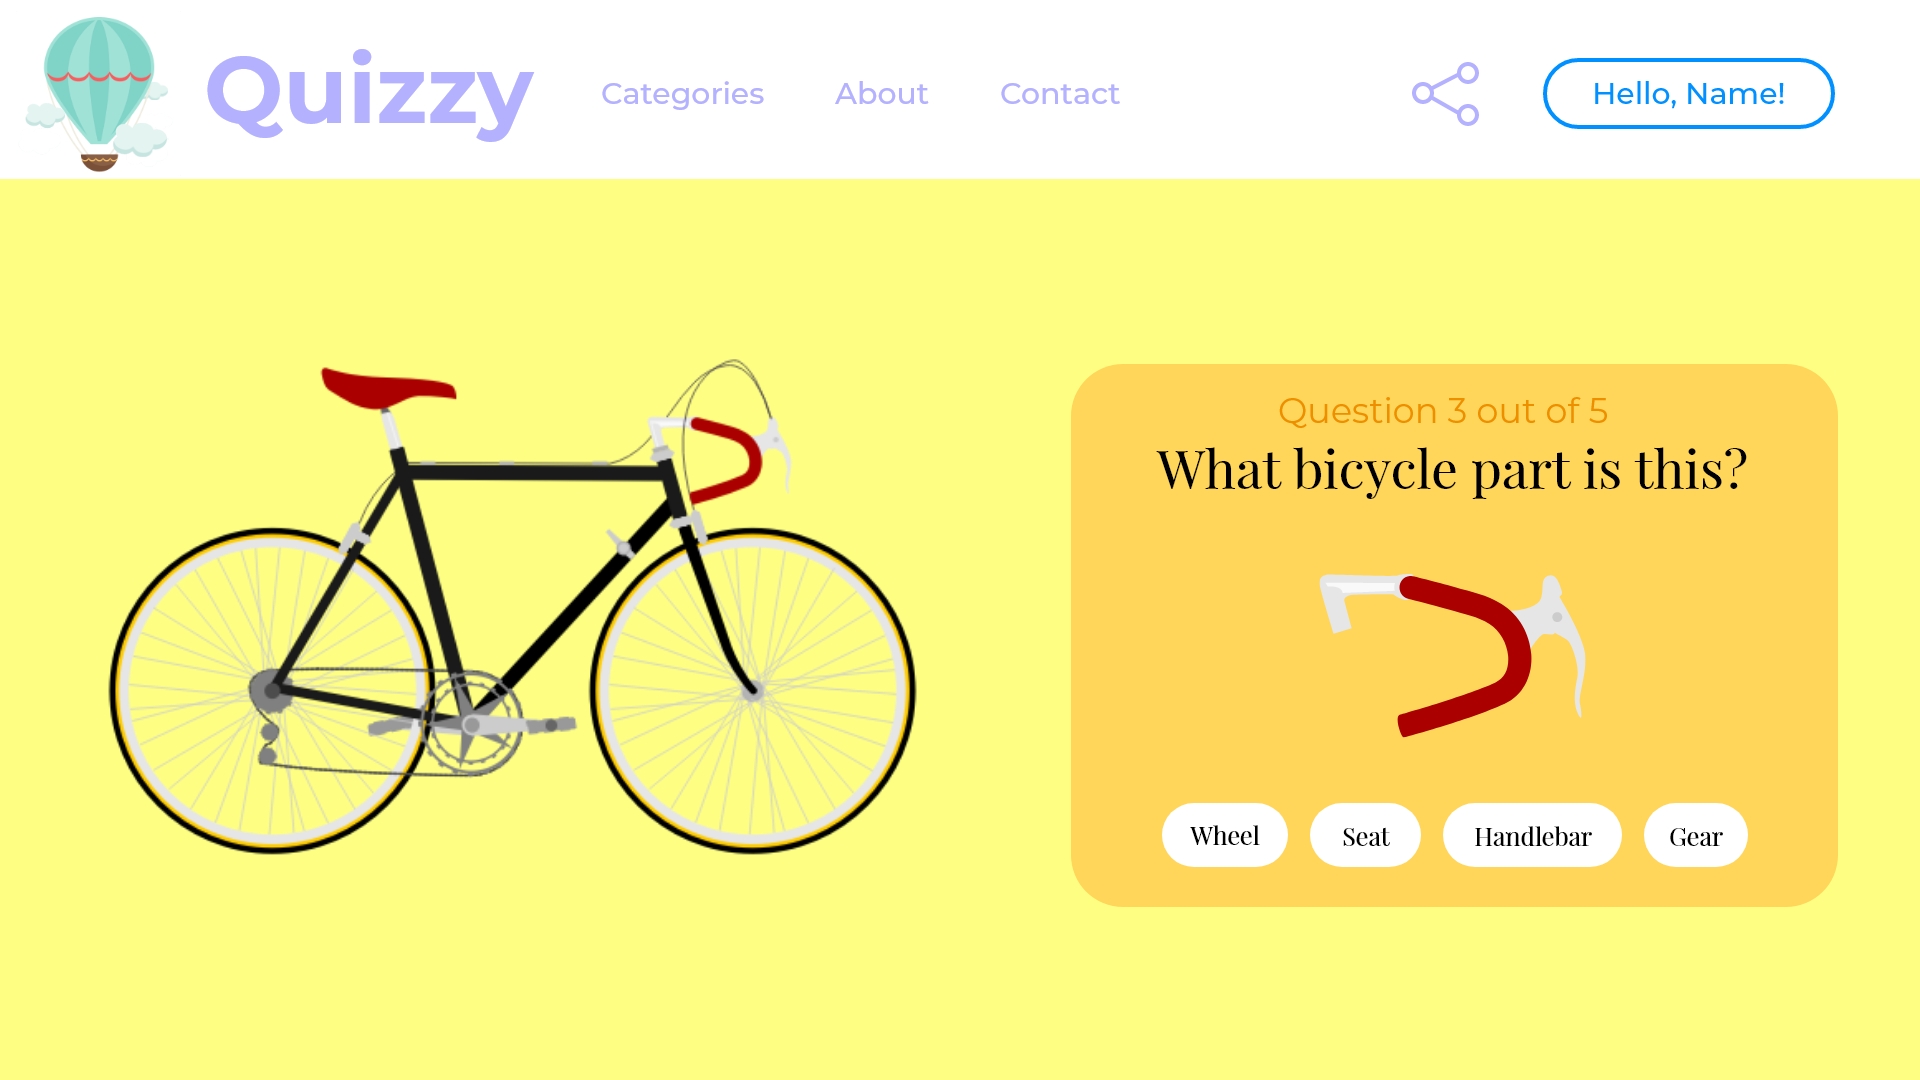 Quizzy
Categories
About
Contact
Hello, Name!
Question 3 out of 5
What bicycle part is this?
Wheel
Seat
Handlebar
Gear